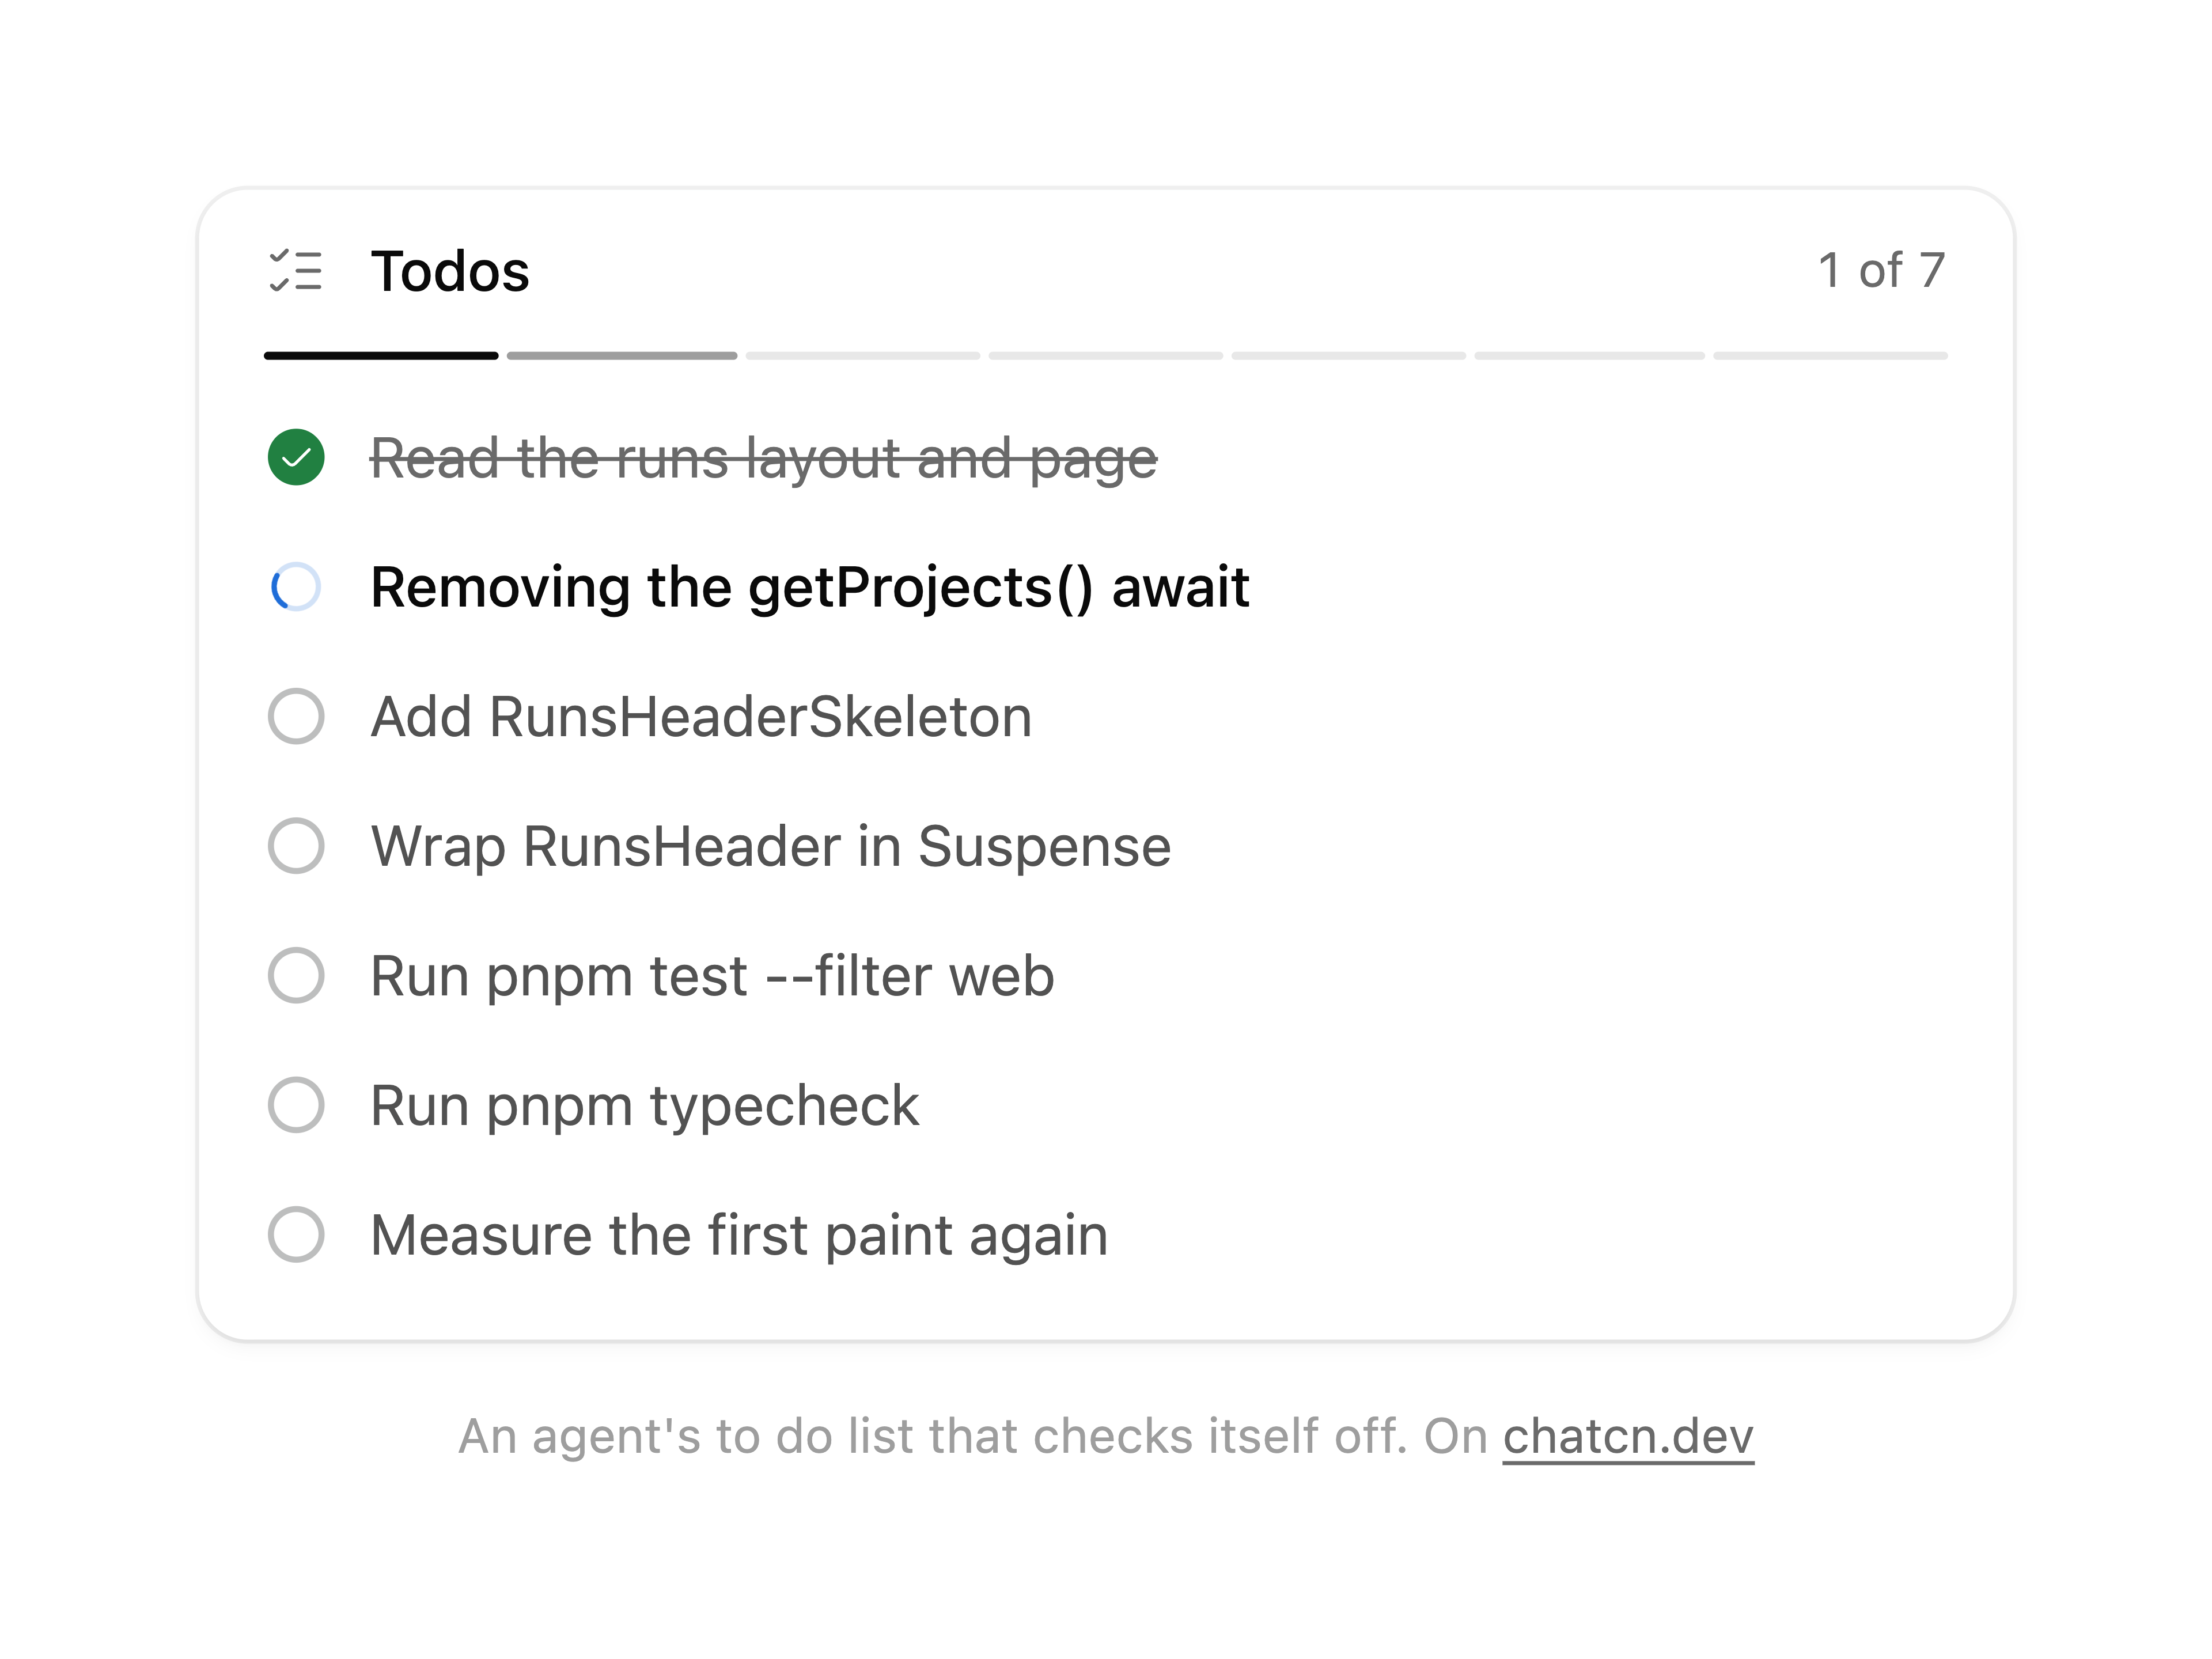 Todos
1 of 7
Read the runs layout and page
Removing the getProjects() await
Add RunsHeaderSkeleton
Wrap RunsHeader in Suspense
Run pnpm test --filter web
Run pnpm typecheck
Measure the first paint again
An agent's to do list that checks itself off. On chatcn.dev